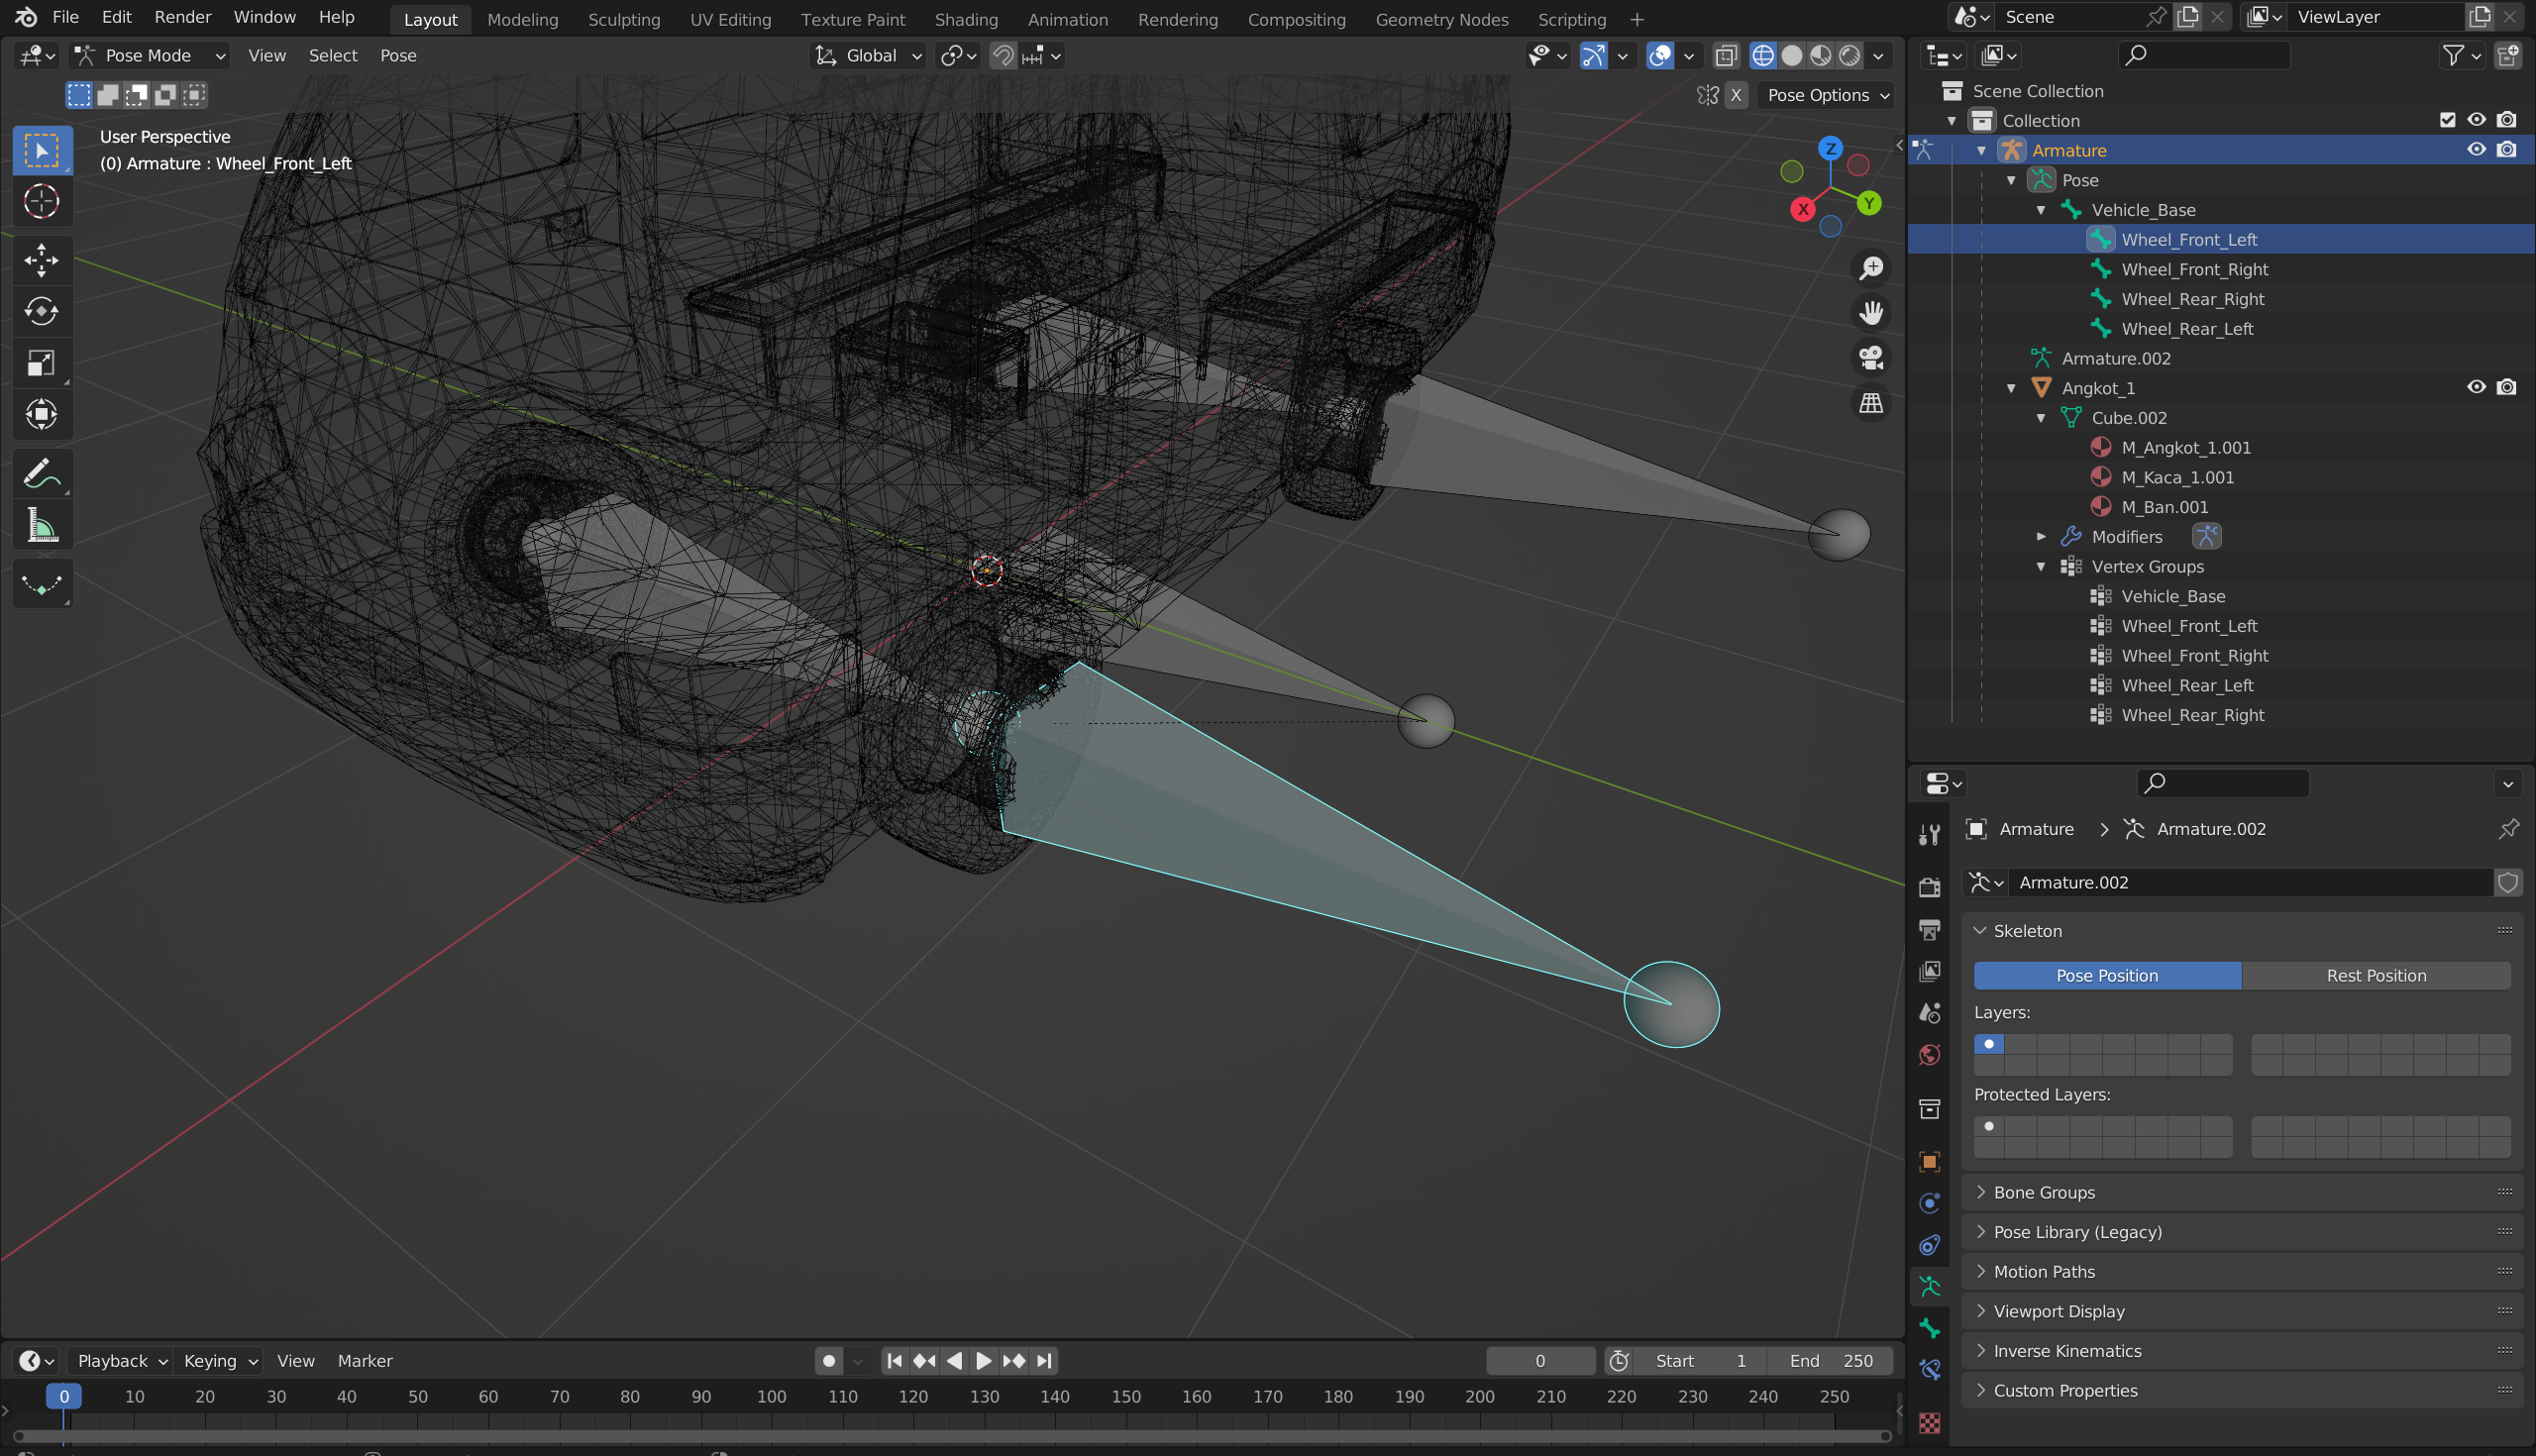 File Edit Render Window Help Layout Modeling Sculpting UV Editing Texture Paint Shading Animation Rendering Compositing Geometry Nodes Scripting + Scene ViewLayer
Pose Mode View Select Pose Global
X Pose Options
User Perspective
(0) Armature : Wheel_Front_Left
Z
Y
X
Scene Collection
Collection
Armature
Pose
Vehicle_Base
Wheel_Front_Left
Wheel_Front_Right
Wheel_Rear_Right
Wheel_Rear_Left
Armature.002
Angkot_1
Cube.002
M_Angkot_1.001
M_Kaca_1.001
M_Ban.001
Modifiers
Vertex Groups
Vehicle_Base
Wheel_Front_Left
Wheel_Front_Right
Wheel_Rear_Left
Wheel_Rear_Right
Armature > Armature.002
Armature.002
Skeleton
Pose Position Rest Position
Layers:
Protected Layers:
Bone Groups
Pose Library (Legacy)
Motion Paths
Viewport Display
Inverse Kinematics
Custom Properties
Playback Keying View Marker 0 Start 1 End 250
0 10 20 30 40 50 60 70 80 90 100 110 120 130 140 150 160 170 180 190 200 210 220 230 240 250